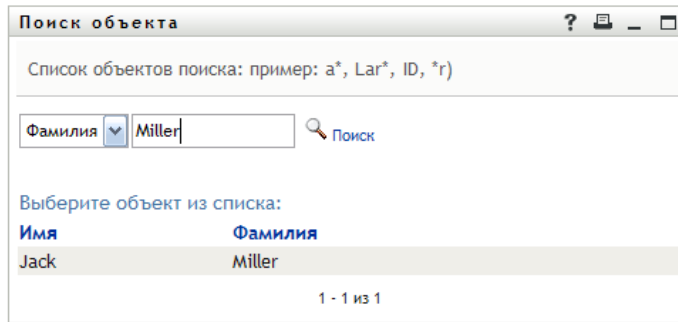 Поиск объекта ?
Список объектов поиска: пример: a*, Lar*, ID, *r)
Фамилия Miller Поиск
Выберите объект из списка:
Имя Фамилия
Jack Miller
1 - 1 из 1